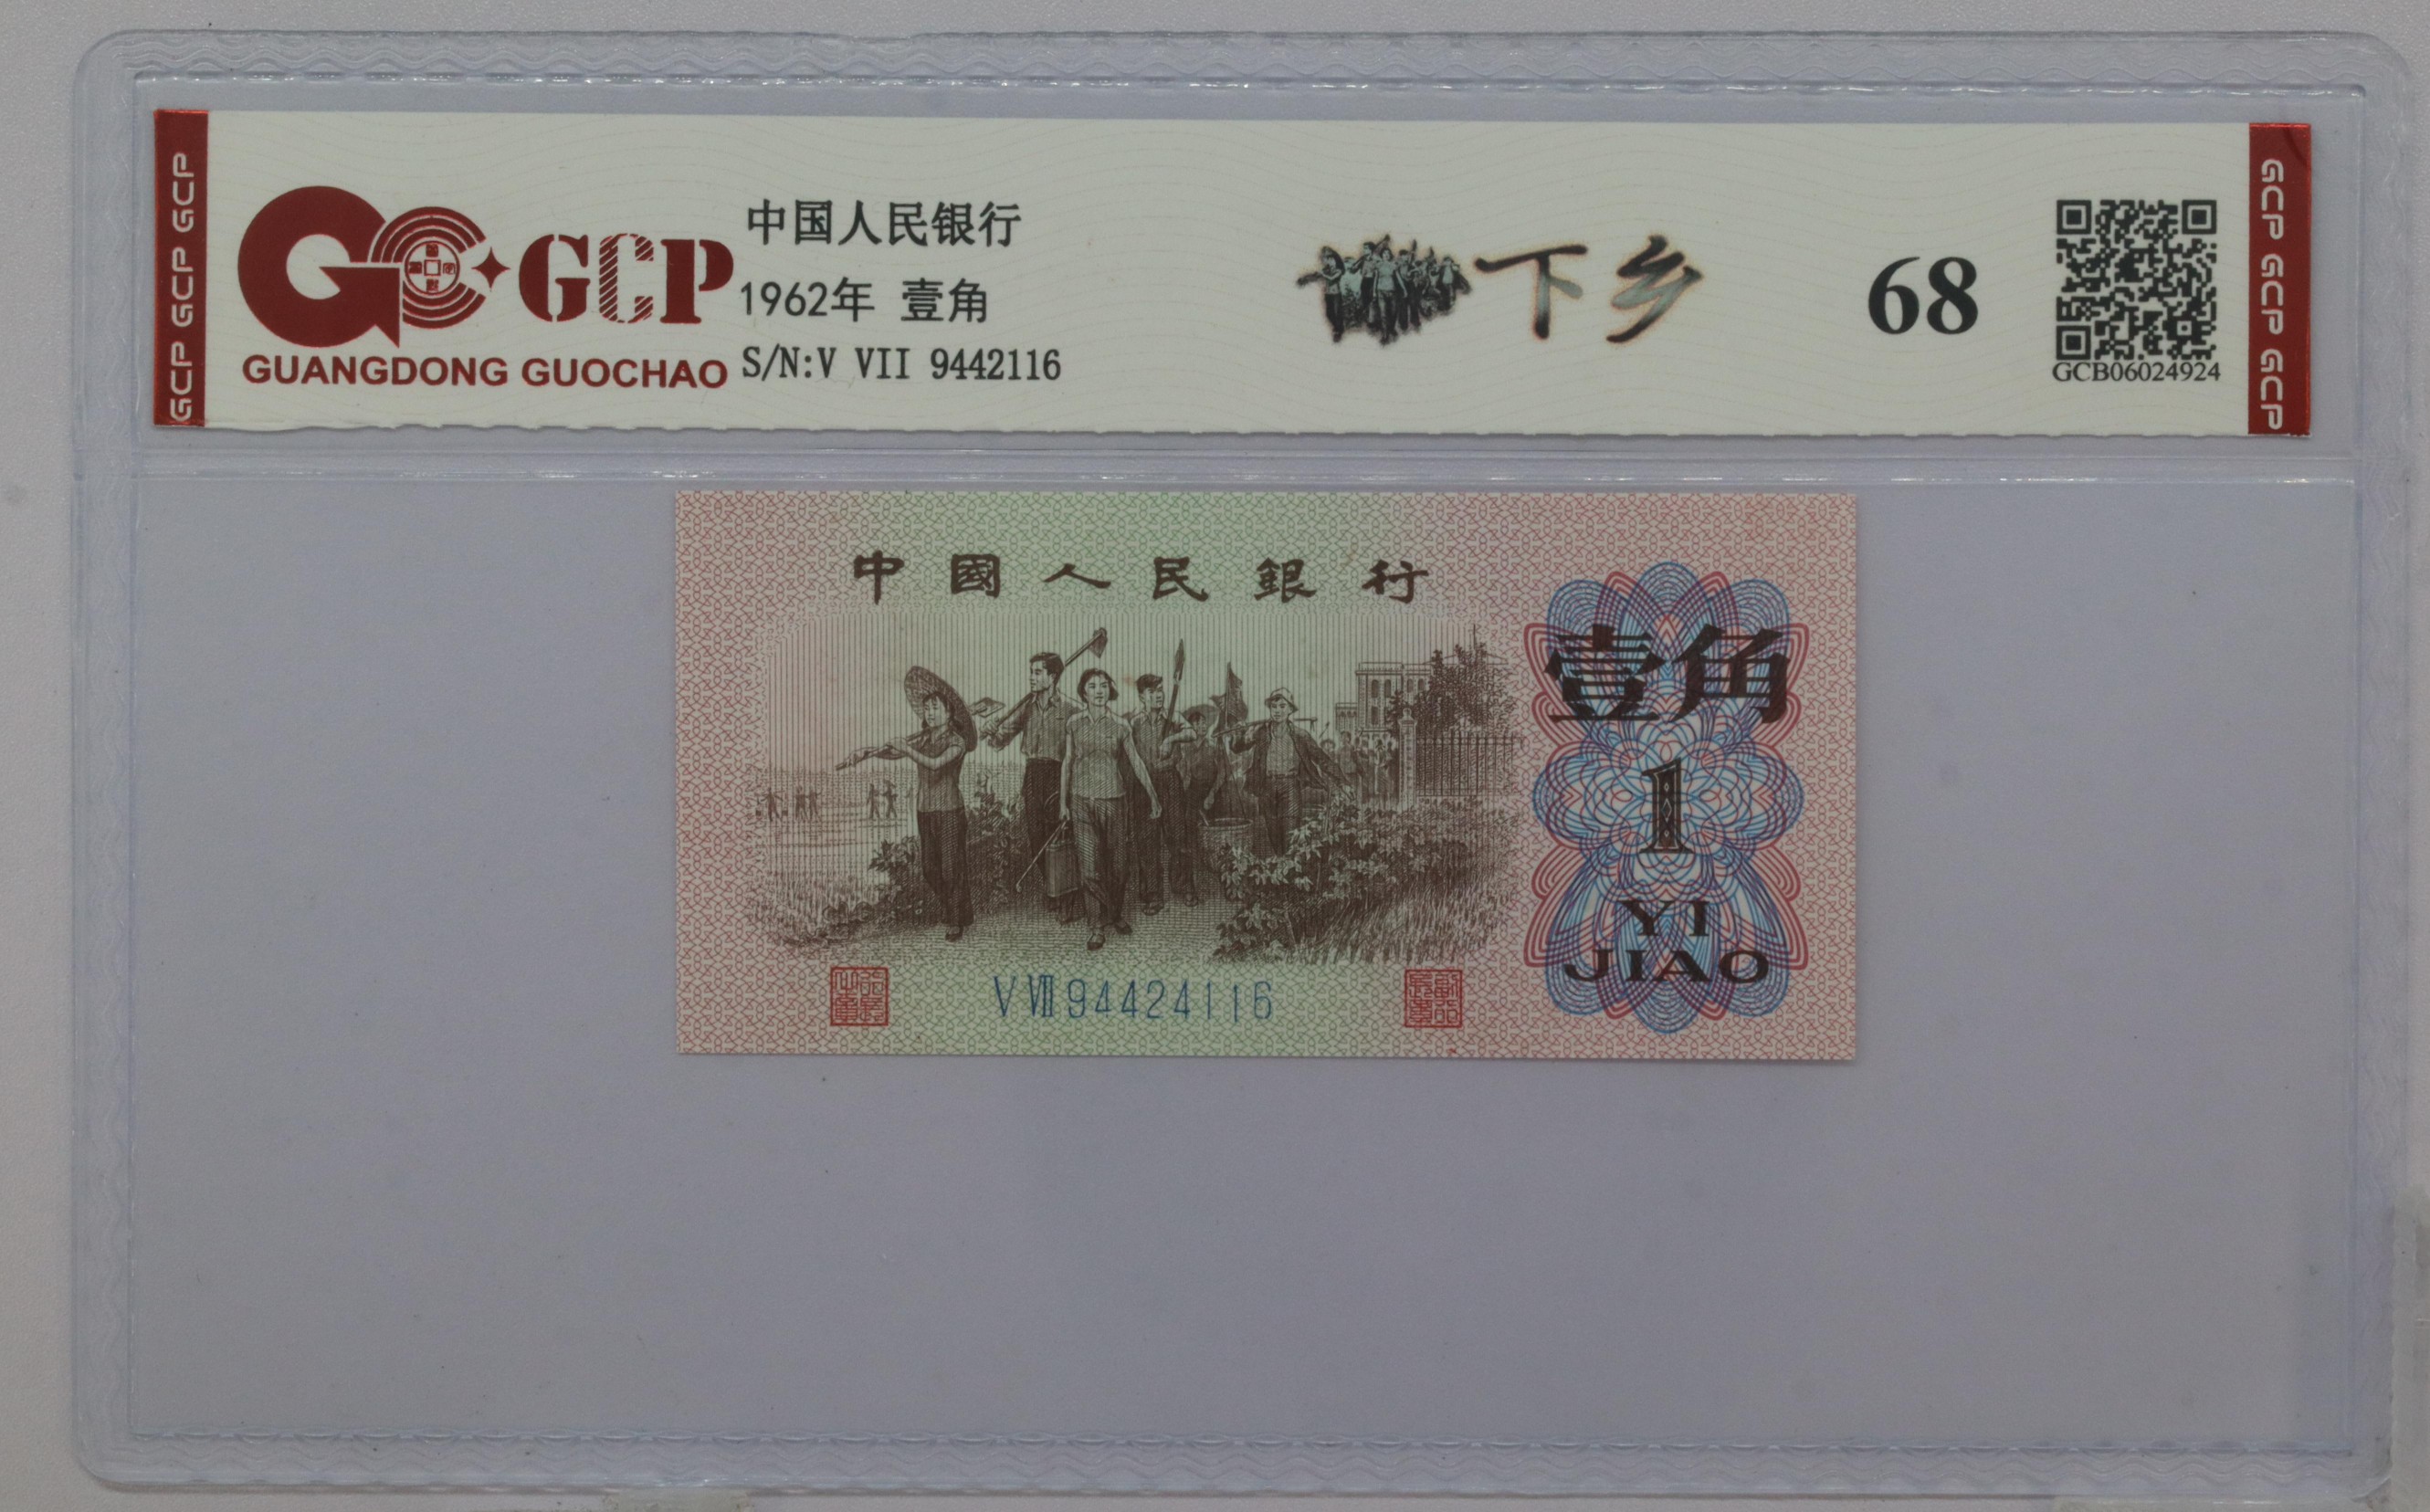 GCP GCP GCP
GCP
GUANGDONG GUOCHAO
中国人民银行
1962年 壹角
S/N:V VII 9442116
下乡
68
GCB06024924
GCP GCP GCP
中國人民銀行
壹角
1
YI
JIAO
V VII 94424116